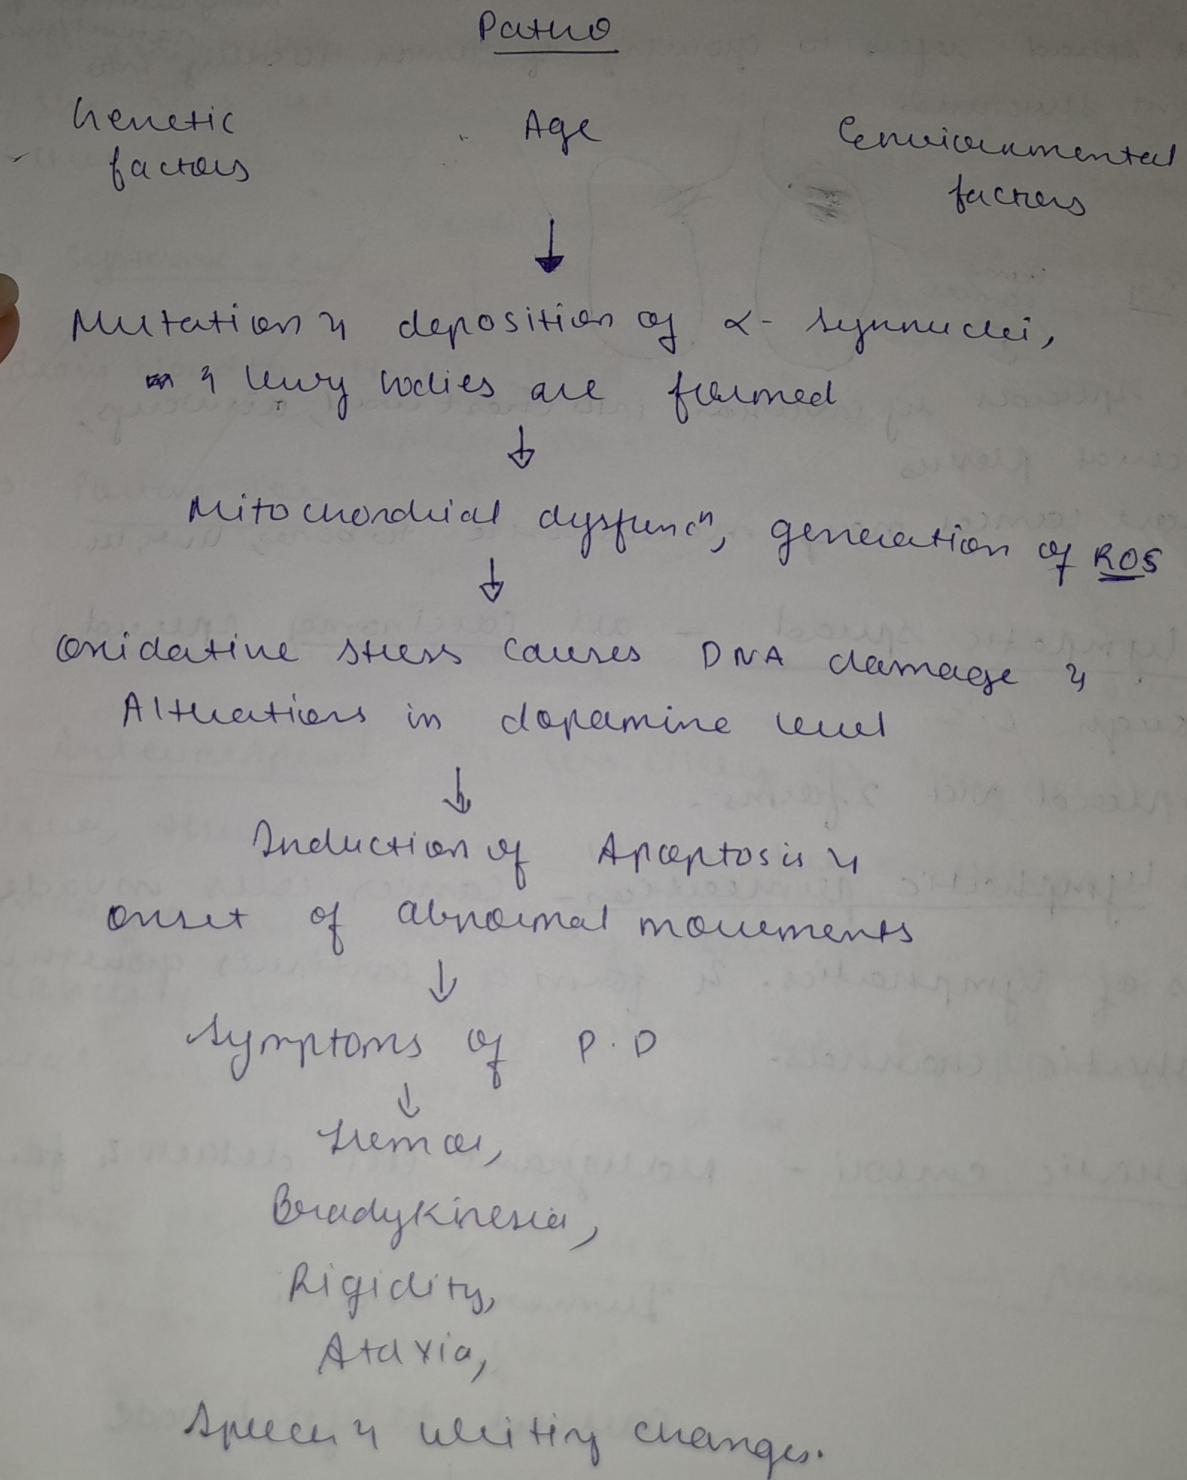 Patho
Genetic factors
Age
Environmental factors
↓
Mutation & deposition of α- synnuclei,
& lewy bodies are formed
↓
Mitochondrial dysfuncⁿ, generation of ROS
↓
Oxidative stress causes DNA damage &
Alterations in dopamine level
↓
Induction of Apoptosis &
onset of abnormal movements
↓
Symptoms of P.D
↓
Tremor,
Bradykinesia,
Rigidity,
Ataxia,
Speech & writing changes.